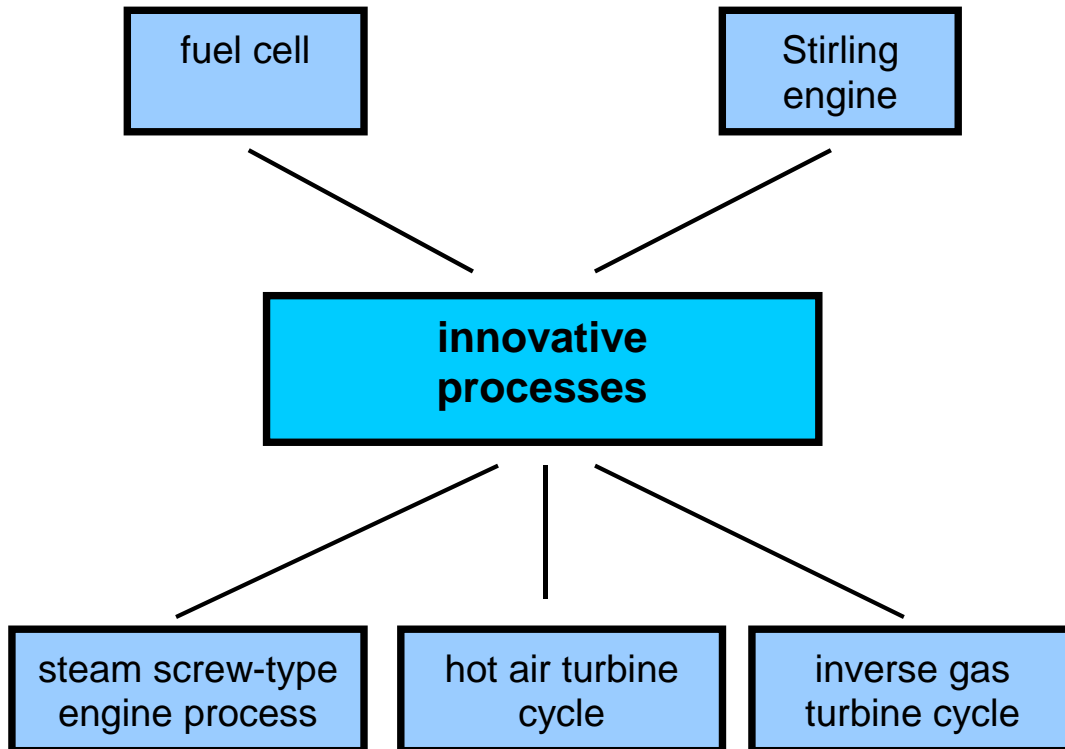 fuel cell
Stirling
engine
innovative
processes
steam screw-type
engine process
hot air turbine
cycle
inverse gas
turbine cycle